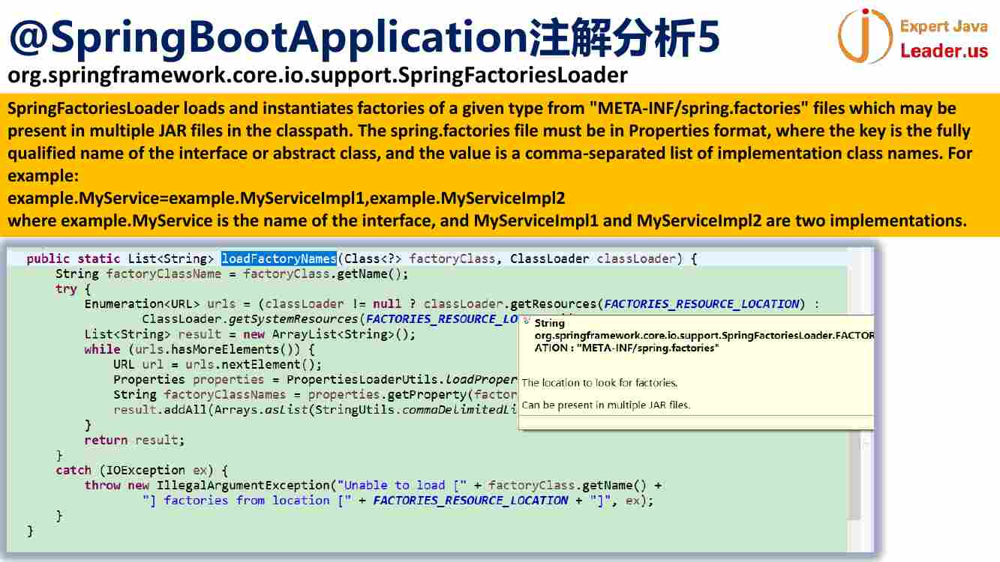 @SpringBootApplication注解分析5
Expert Java
Leader.us
org.springframework.core.io.support.SpringFactoriesLoader
SpringFactoriesLoader loads and instantiates factories of a given type from "META-INF/spring.factories" files which may be
present in multiple JAR files in the classpath. The spring.factories file must be in Properties format, where the key is the fully
qualified name of the interface or abstract class, and the value is a comma-separated list of implementation class names. For
example:
example.MyService=example.MyServiceImpl1,example.MyServiceImpl2
where example.MyService is the name of the interface, and MyServiceImpl1 and MyServiceImpl2 are two implementations.
public static List<String> loadFactoryNames(Class<?> factoryClass, ClassLoader classLoader) {
String factoryClassName = factoryClass.getName();
try {
Enumeration<URL> urls = (classLoader != null ? classLoader.getResources(FACTORIES_RESOURCE_LOCATION) :
ClassLoader.getSystemResources(FACTORIES_RESOURCE_LO
List<String> result = new ArrayList<String>();
while (urls.hasMoreElements()) {
URL url = urls.nextElement();
Properties properties = PropertiesLoaderUtils.loadProper
String factoryClassNames = properties.getProperty(factor
result.addAll(Arrays.asList(StringUtils.commaDelimitedLi
}
return result;
}
catch (IOException ex) {
throw new IllegalArgumentException("Unable to load [" + factoryClass.getName() +
"] factories from location [" + FACTORIES_RESOURCE_LOCATION + "]", ex);
}
}
String
org.springframework.core.io.support.SpringFactoriesLoader.FACTOR
ATION : "META-INF/spring.factories"
The location to look for factories.
Can be present in multiple JAR files.